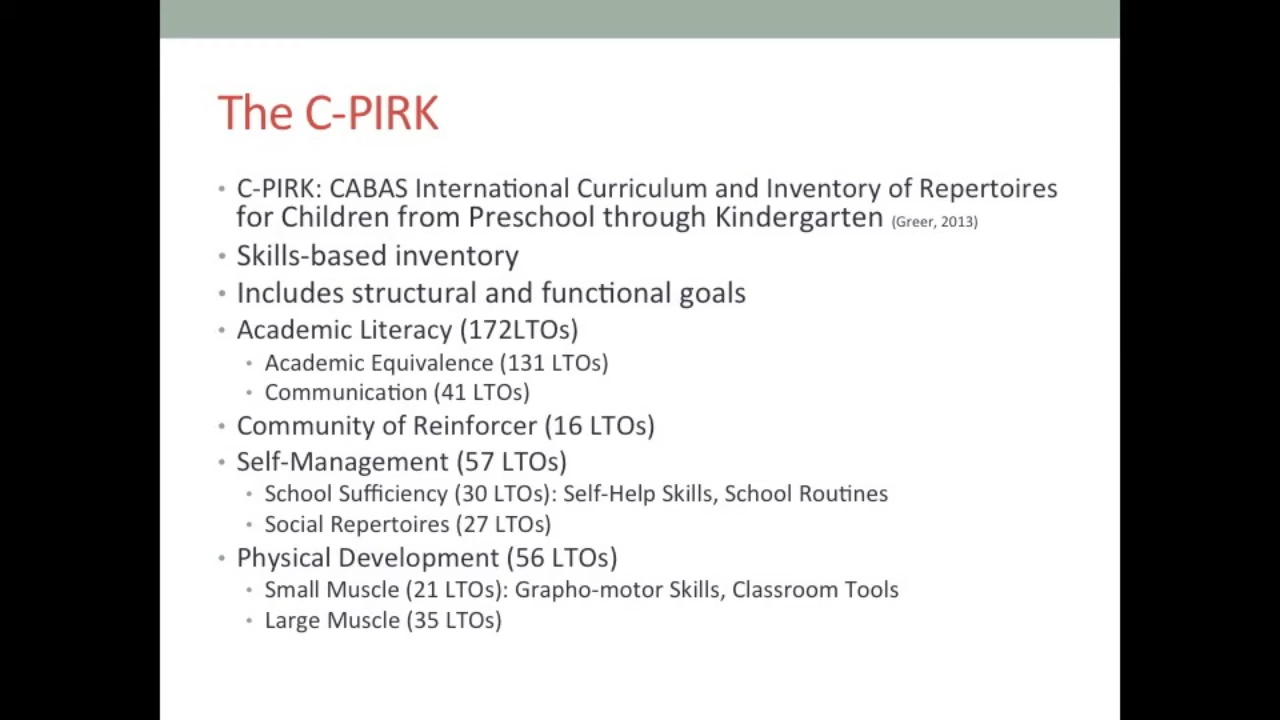 The C-PIRK
• C-PIRK: CABAS International Curriculum and Inventory of Repertoires
for Children from Preschool through Kindergarten (Greer, 2013)
• Skills-based inventory
• Includes structural and functional goals
• Academic Literacy (172LTOs)
• Academic Equivalence (131 LTOs)
• Communication (41 LTOs)
• Community of Reinforcer (16 LTOs)
• Self-Management (57 LTOs)
• School Sufficiency (30 LTOs): Self-Help Skills, School Routines
• Social Repertoires (27 LTOs)
• Physical Development (56 LTOs)
• Small Muscle (21 LTOs): Grapho-motor Skills, Classroom Tools
• Large Muscle (35 LTOs)